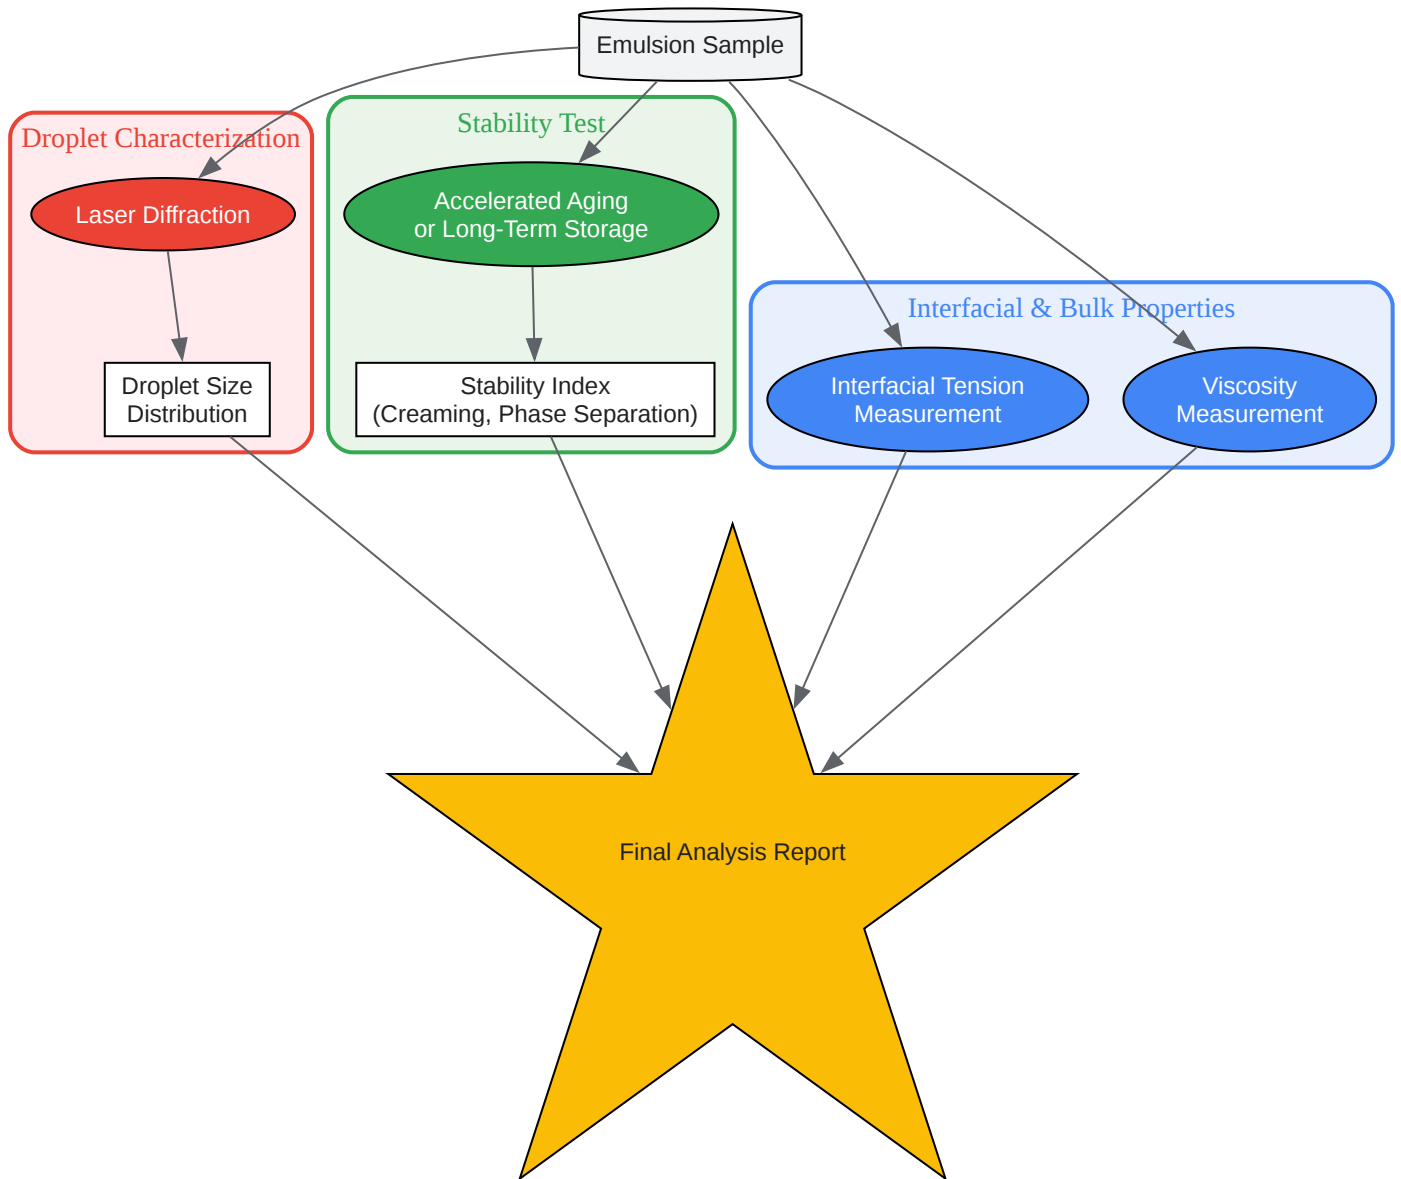 Emulsion Sample
Droplet Characterization
Stability Test
Laser Diffraction
Accelerated Aging
or Long-Term Storage
Interfacial & Bulk Properties
Droplet Size
Distribution
Stability Index
(Creaming, Phase Separation)
Interfacial Tension
Measurement
Viscosity
Measurement
Final Analysis Report